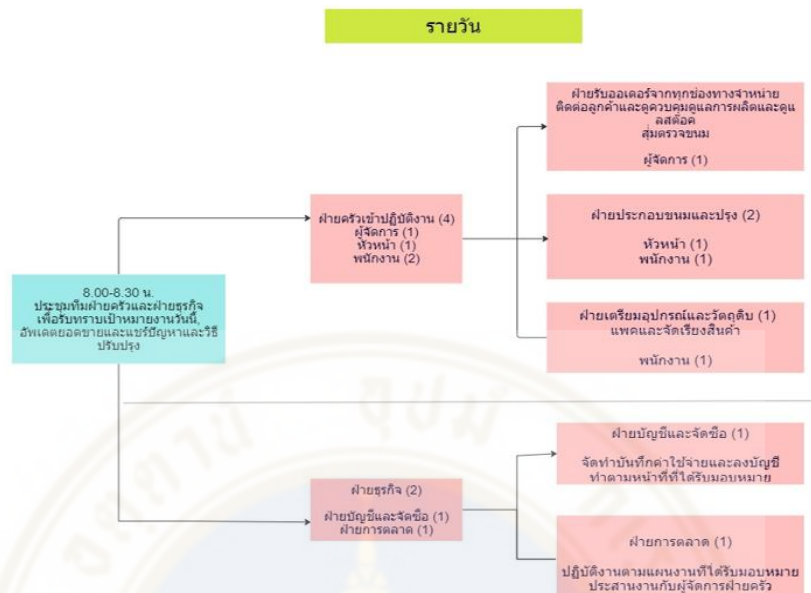 รายวัน
ฝ่ายรับออเดอร์จากทุกช่องทางจำหน่าย
ติดต่อลูกค้าและดูควบคุมดูแลการผลิตและดูแ
ลสต๊อค
สุ่มตรวจขนม
ผู้จัดการ (1)
ฝ่ายครัวเข้าปฏิบัติงาน (4)
ผู้จัดการ (1)
หัวหน้า (1)
พนักงาน (2)
ฝ่ายประกอบขนมและปรุง (2)
หัวหน้า (1)
พนักงาน (1)
8.00-8.30 น.
ประชุมทีมฝ่ายครัวและฝ่ายธุรกิจ
เพื่อรับทราบเป้าหมายงานวันนี้,
อัพเดตยอดขายและแชร์ปัญหาและวิธี
ปรับปรุง
ฝ่ายเตรียมอุปกรณ์และวัตถุดิบ (1)
แพคและจัดเรียงสินค้า
พนักงาน (1)
ฝ่ายธุรกิจ (2)
ฝ่ายบัญชีและจัดซื้อ (1)
ฝ่ายการตลาด (1)
ฝ่ายบัญชีและจัดซื้อ (1)
จัดทำบันทึกค่าใช้จ่ายและลงบัญชี
ทำตามหน้าที่ที่ได้รับมอบหมาย
ฝ่ายการตลาด (1)
ปฏิบัติงานตามแผนงานที่ได้รับมอบหมาย
ประสานงานกับผู้จัดการฝ่ายครัว